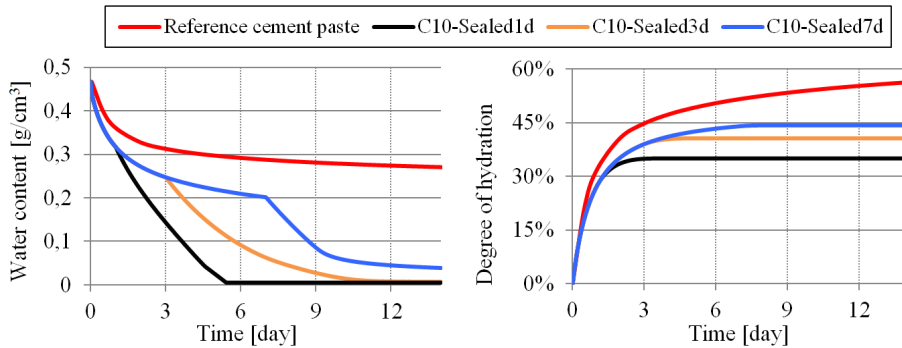 Reference cement paste C10-Sealed1d C10-Sealed3d C10-Sealed7d
Water content [g/cm³]
0.5
0.4
0.3
0.2
0.1
0
0 3 6 9 12
Time [day]
Degree of hydration
60%
45%
30%
15%
0%
0 3 6 9 12
Time [day]